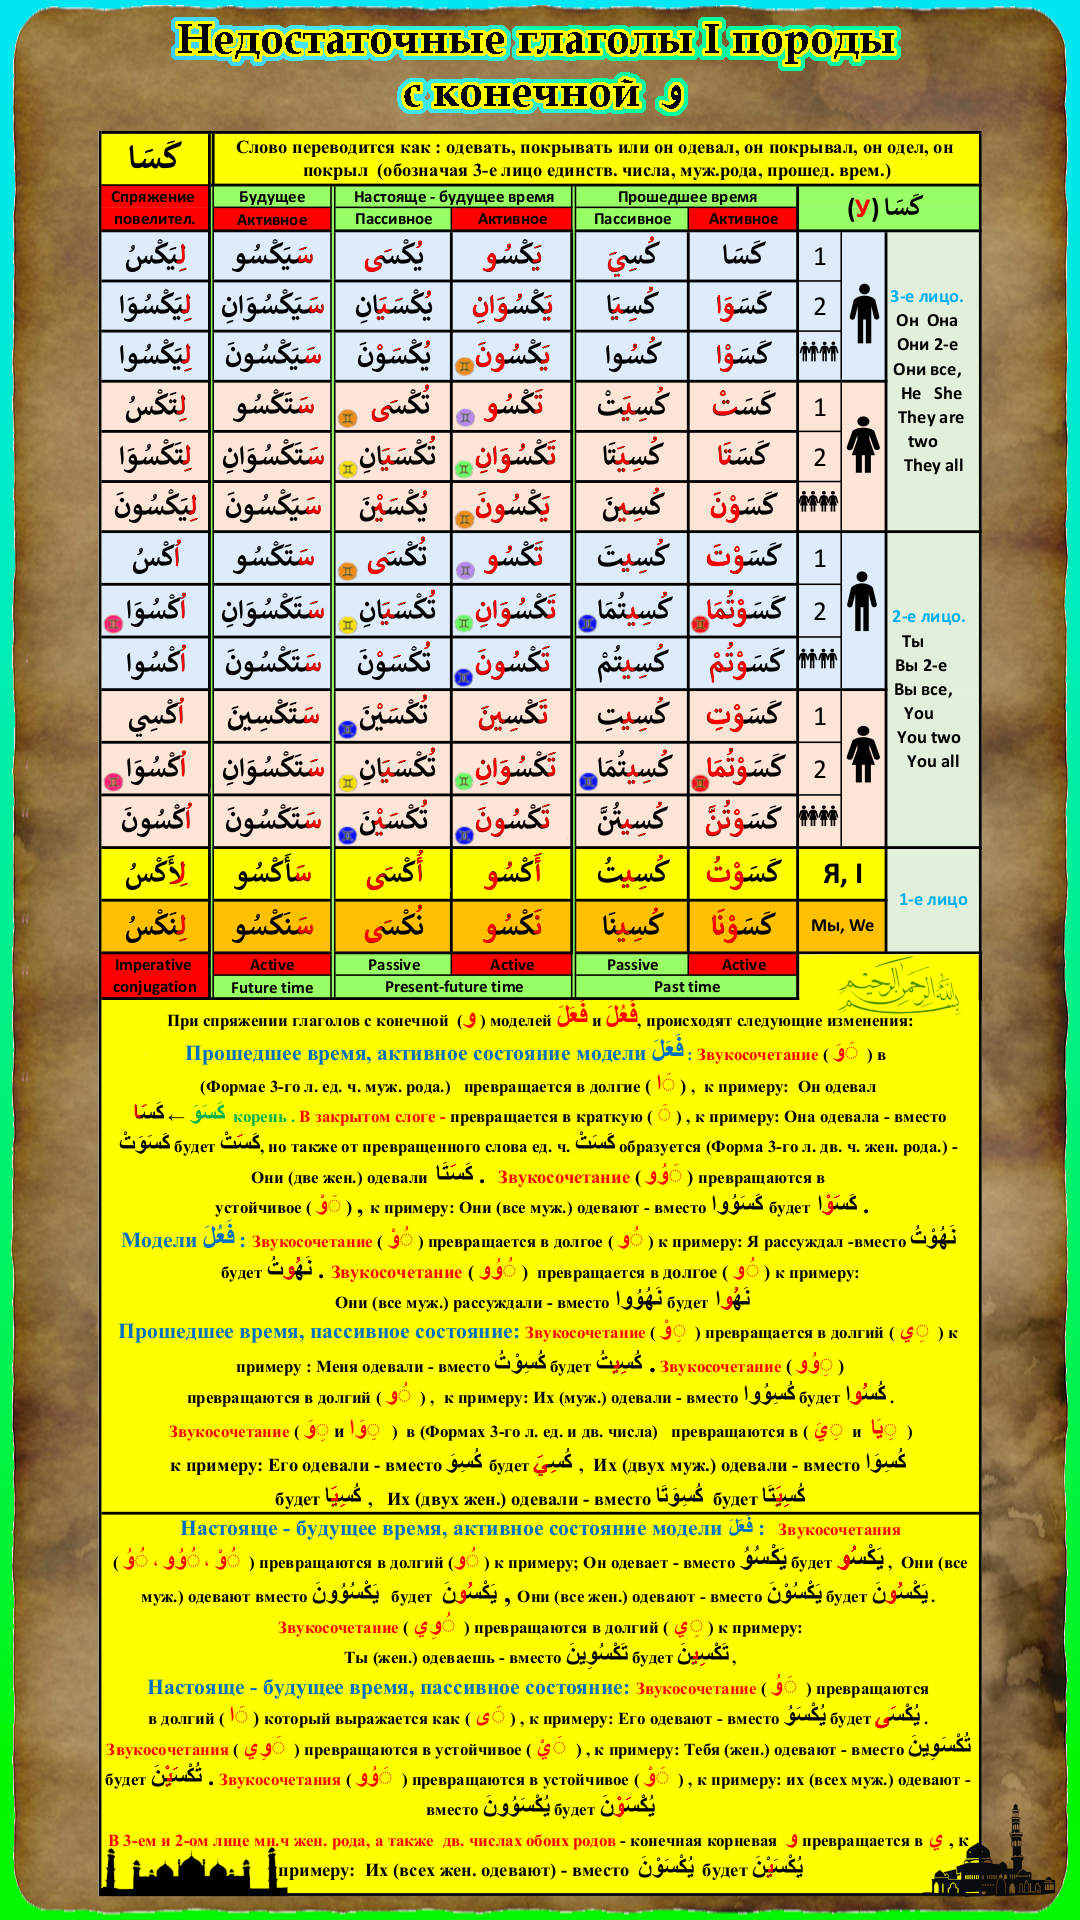 Недостаточные глаголы I породы
с конечной و
كَسَا
Слово переводится как : одевать, покрывать или он одевал, он покрывал, он одел, он
покрыл (обозначая 3-е лицо единств. числа, муж.рода, прошед. врем.)
Спряжение Будущее Настояще - будущее время Прошедшее время
повелител. Активное Пассивное Активное Пассивное Активное
كَسَا (У)
لِيَكْسُ سَيَكْسُو يُكْسَى يَكْسُو كُسِيَ كَسَا 1
لِيَكْسُوَا سَيَكْسُوَانِ يُكْسَيَانِ يَكْسُوَانِ كُسِيَا كَسَوَا 2
لِيَكْسُوا سَيَكْسُونَ يُكْسَوْنَ يَكْسُونَ كُسُوا كَسَوْا
لِتَكْسُ سَتَكْسُو تُكْسَى تَكْسُو كُسِيَتْ كَسَتْ 1
لِتَكْسُوَا سَتَكْسُوَانِ تُكْسَيَانِ تَكْسُوَانِ كُسِيَتَا كَسَتَا 2
لِيَكْسُونَ سَيَكْسُونَ يُكْسَيْنَ يَكْسُونَ كُسِينَ كَسَوْنَ
3-е лицо.
Он Она
Они 2-е
Они все,
He She
They are
two
They all
اُكْسُ سَتَكْسُو تُكْسَى تَكْسُو كُسِيتَ كَسَوْتَ 1
اُكْسُوَا سَتَكْسُوَانِ تُكْسَيَانِ تَكْسُوَانِ كُسِيتُمَا كَسَوْتُمَا 2
اُكْسُوا سَتَكْسُونَ تُكْسَوْنَ تَكْسُونَ كُسِيتُمْ كَسَوْتُمْ
اُكْسِي سَتَكْسِينَ تُكْسَيْنَ تَكْسِينَ كُسِيتِ كَسَوْتِ 1
اُكْسُوَا سَتَكْسُوَانِ تُكْسَيَانِ تَكْسُوَانِ كُسِيتُمَا كَسَوْتُمَا 2
اُكْسُونَ سَتَكْسُونَ تُكْسَيْنَ تَكْسُونَ كُسِيتُنَّ كَسَوْتُنَّ
2-е лицо.
Ты
Вы 2-е
Вы все,
You
You two
You all
لِأَكْسُ سَأَكْسُو أُكْسَى أَكْسُو كُسِيتُ كَسَوْتُ Я, I
لِنَكْسُ سَنَكْسُو نُكْسَى نَكْسُو كُسِينَا كَسَوْنَا Мы, We
1-е лицо
Imperative Active Passive Active Passive Active
conjugation Future time Present-future time Past time
При спряжении глаголов с конечной (و) моделей فَعَلَ и فَعُلَ, происходят следующие изменения:
Прошедшее время, активное состояние модели فَعَلَ : Звукосочетание ( ◌َوَ ) в
(Формае 3-го л. ед. ч. муж. рода.) превращается в долгие ( ◌َا ) , к примеру: Он одевал
كَسَا ← كَسَوَ корень . В закрытом слоге - превращается в краткую ( ◌َ ) , к примеру: Она одевала - вместо
كَسَوَتْ будет كَسَتْ, но также от превращенного слова ед. ч. كَسَتْ образуется (Форма 3-го л. дв. ч. жен. рода.) -
Они (две жен.) одевали كَسَتَا . Звукосочетание ( ◌َوُو ) превращаются в
устойчивое ( ◌َوْ ) , к примеру: Они (все муж.) одевают - вместо كَسَوُوا будет كَسَوْا .
Модели فَعُلَ : Звукосочетание ( ◌ُوْ ) превращается в долгое ( ◌ُو ) к примеру: Я рассуждал -вместо نَهُوْتُ
будет نَهُوتُ . Звукосочетание ( ◌ُوُو ) превращается в долгое ( ◌ُو ) к примеру:
Они (все муж.) рассуждали - вместо نَهُوُوا будет نَهُوا
Прошедшее время, пассивное состояние: Звукосочетание ( ◌ِوْ ) превращается в долгий ( ◌ِي ) к
примеру : Меня одевали - вместо كُسِوْتُ будет كُسِيتُ . Звукосочетание ( ◌ِوُو )
превращаются в долгий ( ◌ُو ) , к примеру: Их (муж.) одевали - вместо كُسِوُوا будет كُسُوا .
Звукосочетание ( ◌ِوَ и ◌ِوَا ) в (Формах 3-го л. ед. и дв. числа) превращаются в ( ◌ِيَ и ◌ِيَا )
к примеру: Его одевали - вместо كُسِوَ будет كُسِيَ , Их (двух муж.) одевали - вместо كُسِوَا
будет كُسِيَا , Их (двух жен.) одевали - вместо كُسِوَتَا будет كُسِيَتَا
Настояще - будущее время, активное состояние модели فَعَلَ : Звукосочетания
( ◌ُوُ ، ◌ُوُو ، ◌ُوْ ) превращаются в долгий (◌ُو ) к примеру; Он одевает - вместо يَكْسُوُ будет يَكْسُو , Они (все
муж.) одевают вместо يَكْسُوُونَ будет يَكْسُونَ , Они (все жен.) одевают - вместо يَكْسُوْنَ будет يَكْسُونَ .
Звукосочетание ( ◌ُوِي ) превращаются в долгий ( ◌ِي ) к примеру:
Ты (жен.) одеваешь - вместо تَكْسُوِينَ будет تَكْسِينَ ,
Настояще - будущее время, пассивное состояние: Звукосочетание ( ◌َوُ ) превращаются
в долгий ( ◌َا ) который выражается как ( ◌َى ) , к примеру: Его одевают - вместо يُكْسَوُ будет يُكْسَى .
Звукосочетания ( ◌َوِي ) превращаются в устойчивое ( ◌َيْ ) , к примеру: Тебя (жен.) одевают - вместо تُكْسَوِينَ
будет تُكْسَيْنَ . Звукосочетания ( ◌َوُو ) превращаются в устойчивое ( ◌َوْ ) , к примеру: их (всех муж.) одевают -
вместо يُكْسَوُونَ будет يُكْسَوْنَ
В 3-ем и 2-ом лице мн.ч жен. рода, а также дв. числах обоих родов - конечная корневая و превращается в ي , к
примеру: Их (всех жен. одевают) - вместо يُكْسَوْنَ будет يُكْسَيْنَ